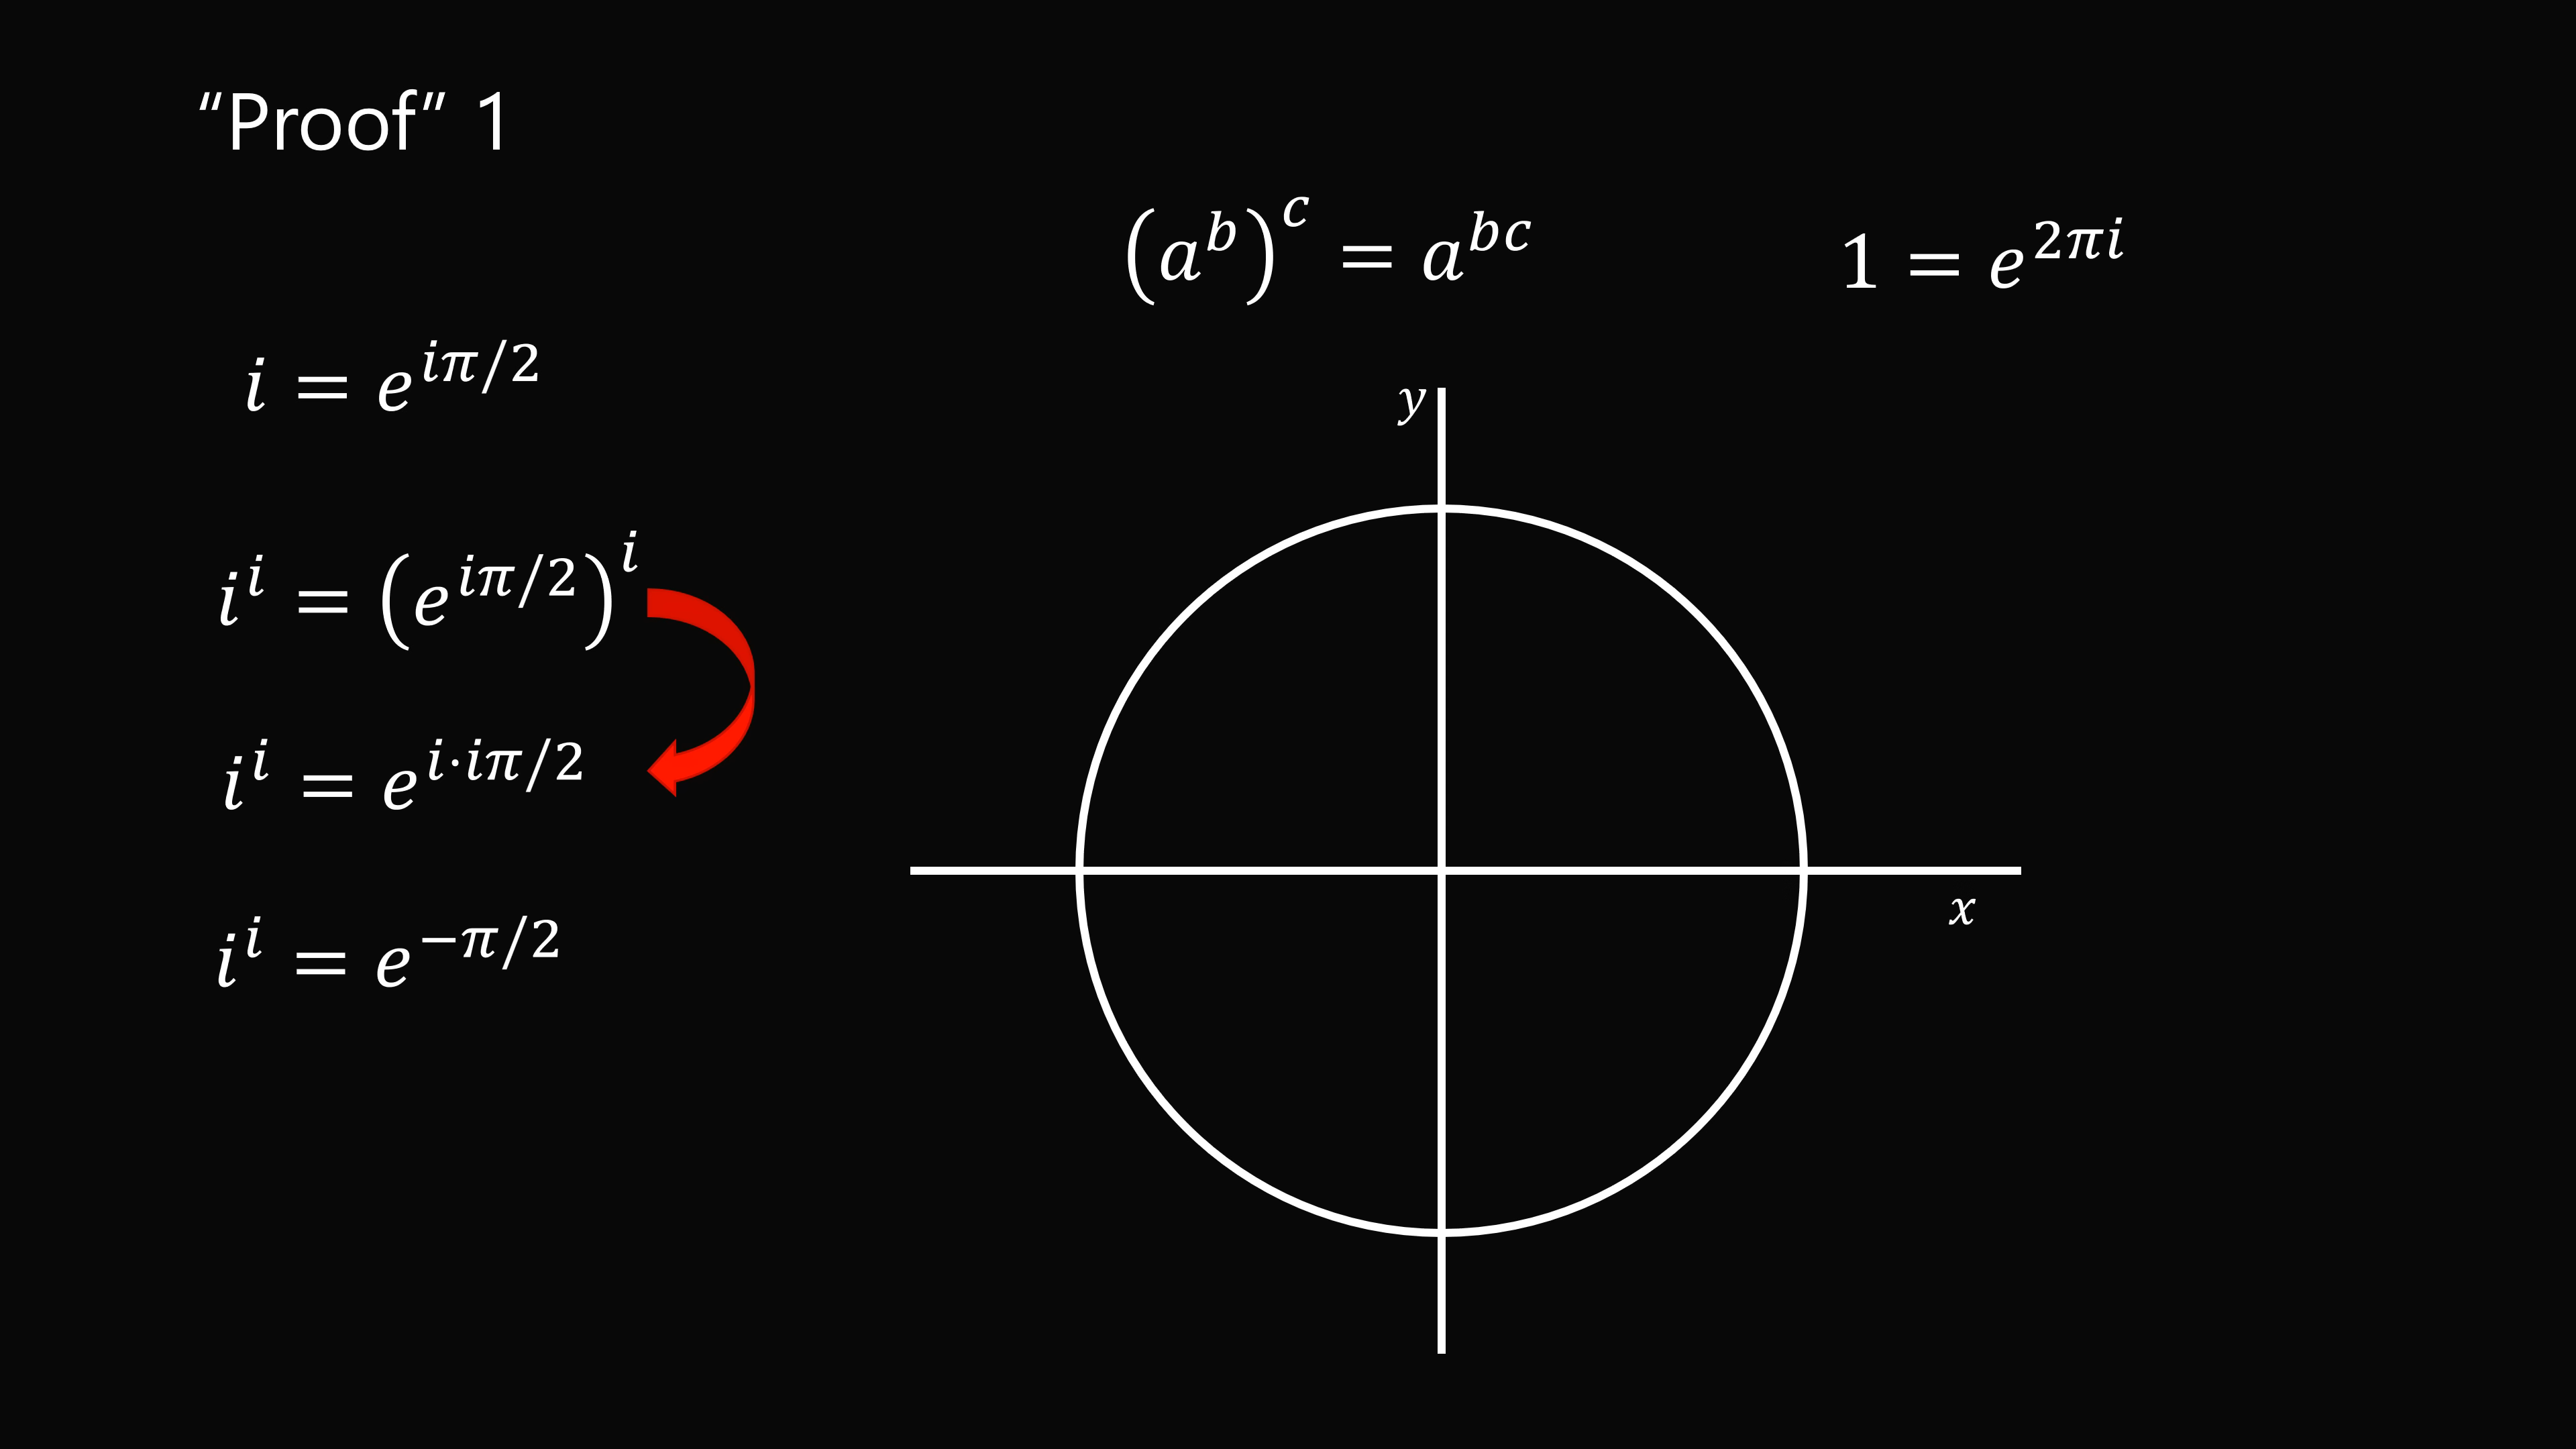 “Proof” 1
(a^b)^c = a^{bc}
1 = e^{2πi}
i = e^{iπ/2}
y
i^i = (e^{iπ/2})^i
i^i = e^{i·iπ/2}
x
i^i = e^{−π/2}